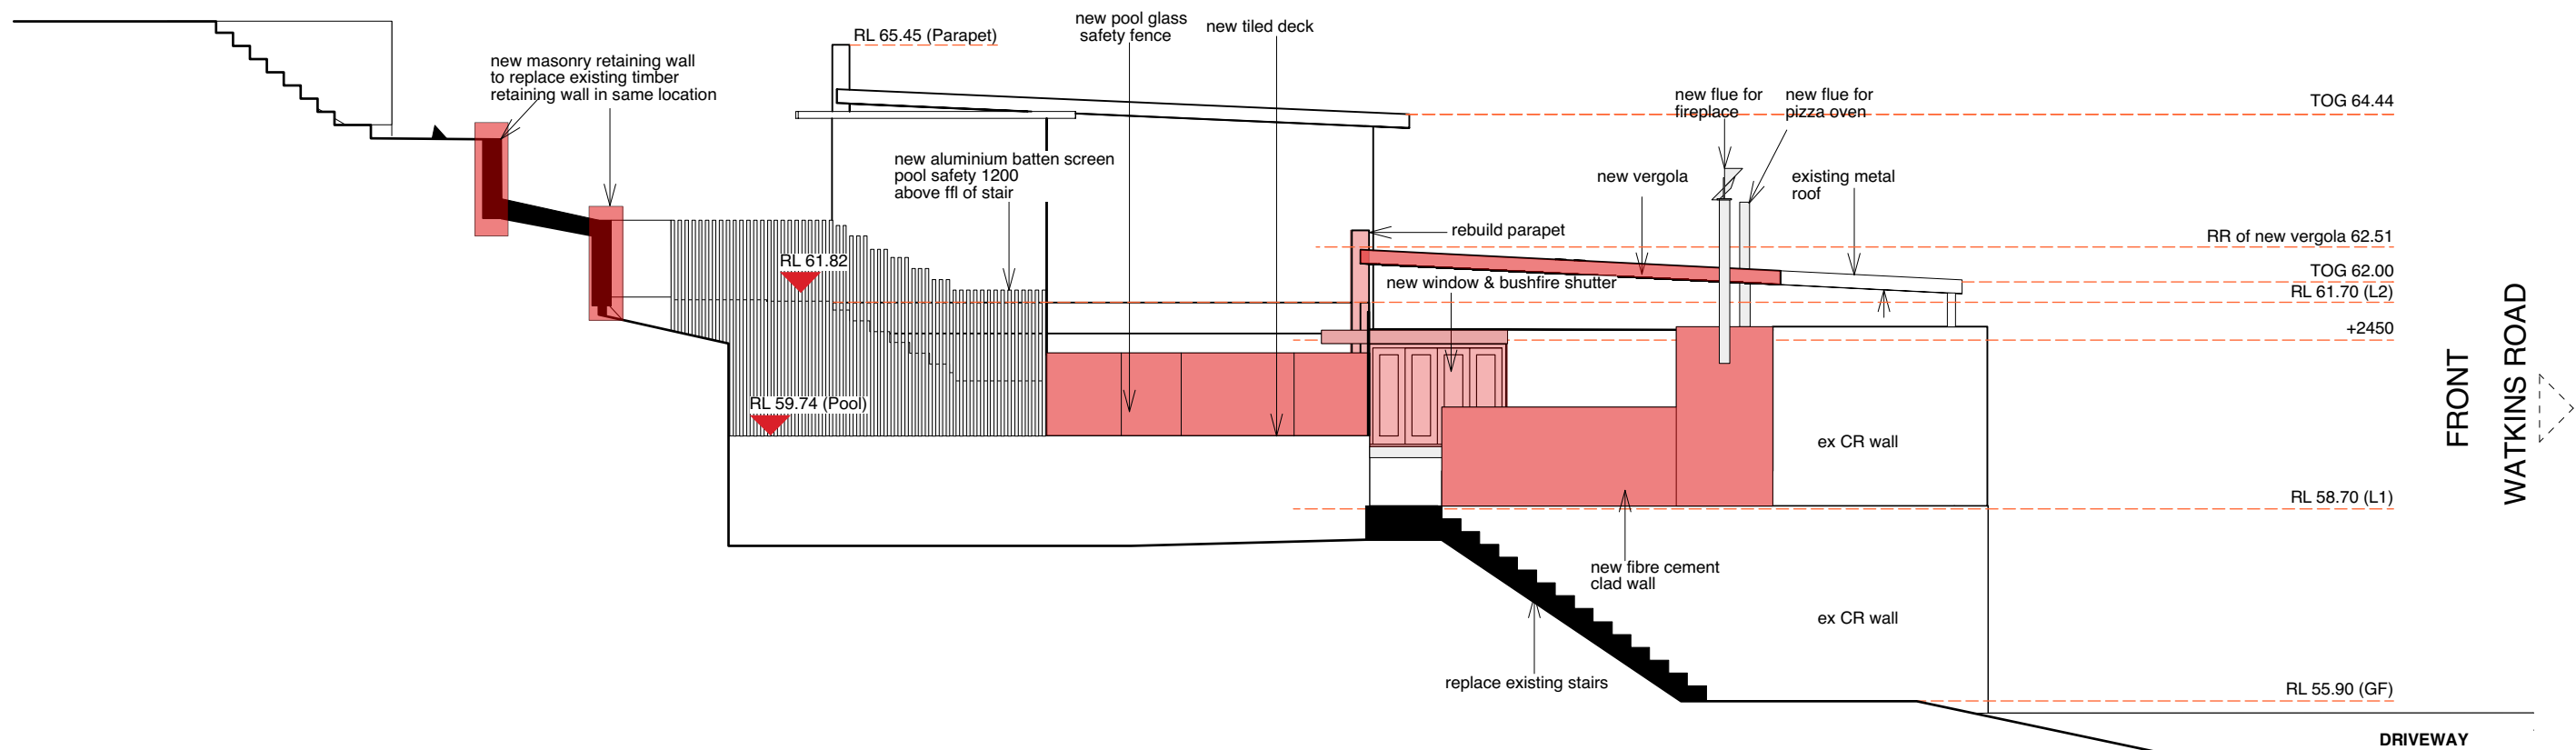 new masonry retaining wall
to replace existing timber
retaining wall in same location
RL 65.45 (Parapet)
new pool glass
safety fence
new tiled deck
new aluminium batten screen
pool safety 1200
above ffl of stair
RL 61.82
RL 59.74 (Pool)
new flue for
fireplace
new flue for
pizza oven
new vergola
existing metal
roof
rebuild parapet
new window & bushfire shutter
ex CR wall
new fibre cement
clad wall
ex CR wall
replace existing stairs
TOG 64.44
RR of new vergola 62.51
TOG 62.00
RL 61.70 (L2)
+2450
RL 58.70 (L1)
RL 55.90 (GF)
DRIVEWAY
FRONT
WATKINS ROAD